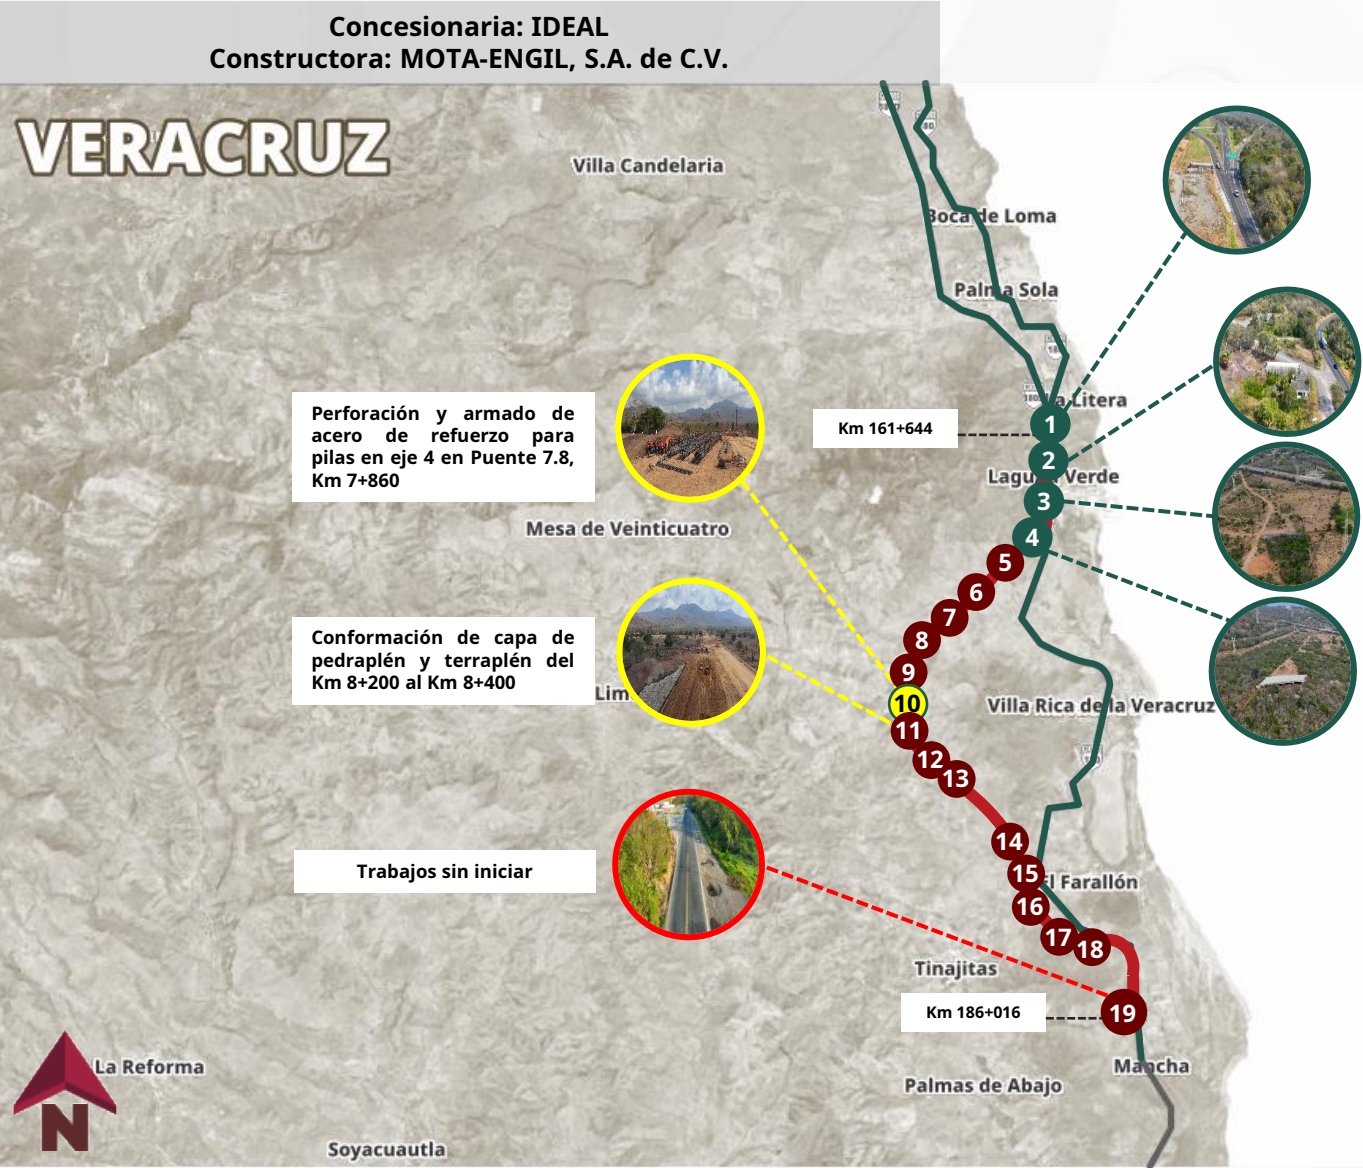 Concesionaria: IDEAL
Constructora: MOTA-ENGIL, S.A. de C.V.
VERACRUZ
Villa Candelaria
Boca de Loma
Palma Sola
180
La Litera
Km 161+644
1
2
Laguna Verde
3
4
5
6
7
8
9
10
11
12
13
14
15
16
17
18
19
Perforación y armado de
acero de refuerzo para
pilas en eje 4 en Puente 7.8,
Km 7+860
Mesa de Veinticuatro
Conformación de capa de
pedraplén y terraplén del
Km 8+200 al Km 8+400
Lim
Villa Rica de la Veracruz
Trabajos sin iniciar
El Farallón
Tinajitas
Km 186+016
Mancha
La Reforma
Palmas de Abajo
N
Soyacuautla